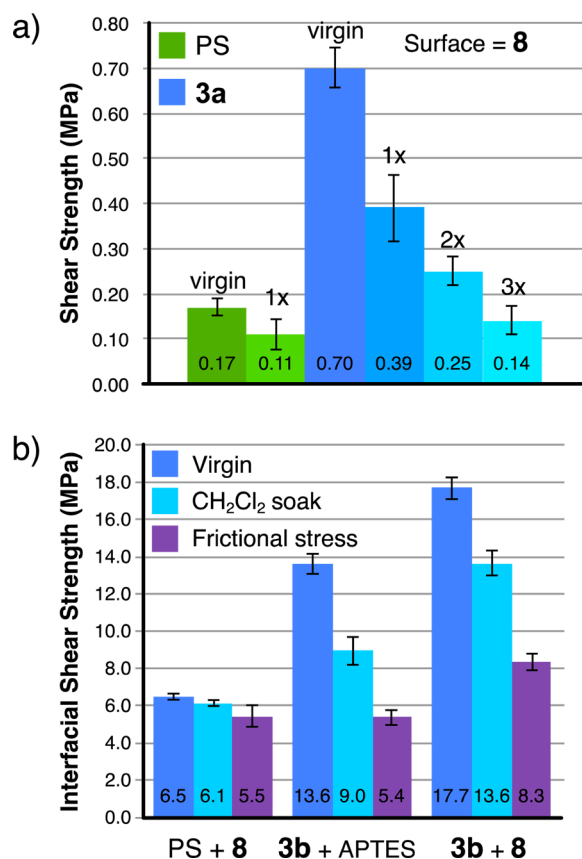 a)
Shear Strength (MPa)
0.80
0.70
0.60
0.50
0.40
0.30
0.20
0.10
0.00
PS
3a
Surface = 8
virgin
1x
virgin
1x
2x
3x
0.17
0.11
0.70
0.39
0.25
0.14
b)
Interfacial Shear Strength (MPa)
20.0
18.0
16.0
14.0
12.0
10.0
8.0
6.0
4.0
2.0
0.0
Virgin
CH₂Cl₂ soak
Frictional stress
6.5
6.1
5.5
13.6
9.0
5.4
17.7
13.6
8.3
PS + 8
3b + APTES
3b + 8